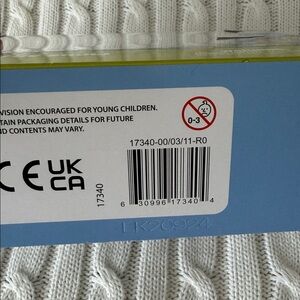 VISION ENCOURAGED FOR YOUNG CHILDREN.
TAIN PACKAGING DETAILS FOR FUTURE
ND CONTENTS MAY VARY.
0-3
17340-00/03/11-R0
CE UK
CA
17340
6 30996 17340 4